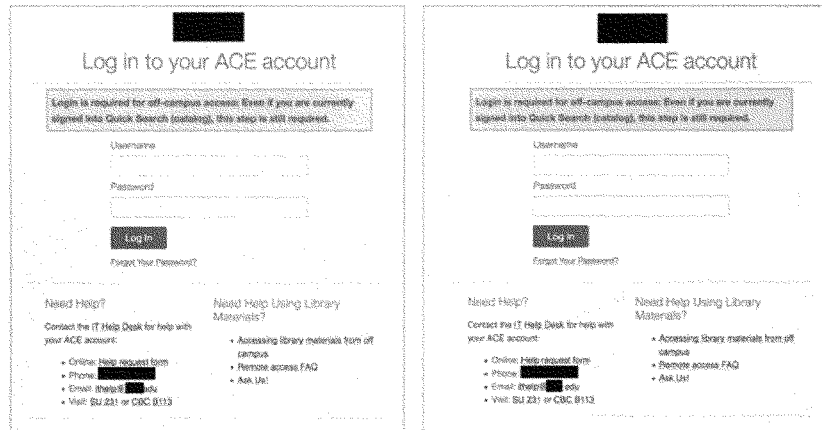 Log in to your ACE account
Login is required for off-campus access: Even if you are currently
signed into Quick Search (catalog), this step is still required.
Username
Password
Log In
Forgot Your Password?
Need Help?
Contact the IT Help Desk for help with
your ACE account:
• Online: Help request form
• Phone:
• Email: ithelp@ edu
• Visit: SU 231 or CBC B113
Need Help Using Library
Materials?
• Accessing library materials from off
campus
• Remote access FAQ
• Ask Us!
Log in to your ACE account
Login is required for off-campus access: Even if you are currently
signed into Quick Search (catalog), this step is still required.
Username
Password
Log In
Forgot Your Password?
Need Help?
Contact the IT Help Desk for help with
your ACE account:
• Online: Help request form
• Phone:
• Email: ithelp@ edu
• Visit: SU 231 or CBC B113
Need Help Using Library
Materials?
• Accessing library materials from off
campus
• Remote access FAQ
• Ask Us!